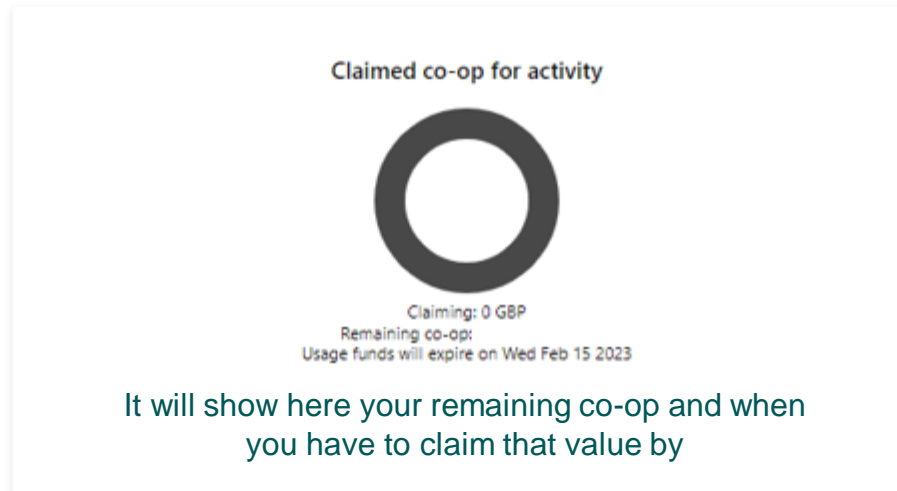 Claimed co-op for activity
Claiming: 0 GBP
Remaining co-op:
Usage funds will expire on Wed Feb 15 2023
It will show here your remaining co-op and when
you have to claim that value by